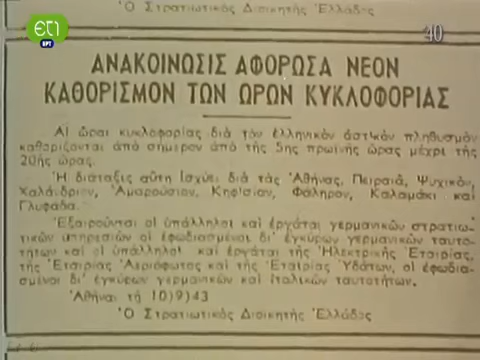 Ὁ Στρατιωτικὸς Διοικητὴς Ἑλλάδος
ετ1
ΕΡΤ
40
ΑΝΑΚΟΙΝΩΣΙΣ ΑΦΟΡΩΣΑ ΝΕΟΝ
ΚΑΘΟΡΙΣΜΟΝ ΤΩΝ ΩΡΩΝ ΚΥΚΛΟΦΟΡΙΑΣ
Αἱ ὧραι κυκλοφορίας διὰ τὸν ἑλληνικὸν ἀστικὸν πληθυσμὸν
καθορίζονται ἀπὸ σήμερον ἀπὸ τῆς 5ης πρωϊνῆς ὥρας μέχρι τῆς
20ῆς ὥρας.
Ἡ διάταξις αὕτη ἰσχύει διὰ τὰς Ἀθήνας, Πειραιᾶ, Ψυχικόν,
Χαλάνδριον, Ἀμαρούσιον, Κηφισίαν, Φάληρον, Καλαμάκι καὶ
Γλυφάδα.
Ἐξαιροῦνται οἱ ὑπάλληλοι καὶ ἐργάται γερμανικῶν στρατιω-
τικῶν ὑπηρεσιῶν οἱ ἐφωδιασμένοι δι' ἐγκύρων γερμανικῶν ταυτο-
τήτων καὶ οἱ ὑπάλληλοι καὶ ἐργάται τῆς Ἠλεκτρικῆς Ἑταιρίας,
τῆς Ἑταιρίας Ἀεριόφωτος καὶ τῆς Ἑταιρίας Ὑδάτων, οἱ ἐφωδια-
σμένοι δι' ἐγκύρων γερμανικῶν καὶ ἰταλικῶν ταυτοτήτων.
Ἀθῆναι τῇ 10)9)43
Ὁ Στρατιωτικὸς Διοικητὴς Ἑλλάδος